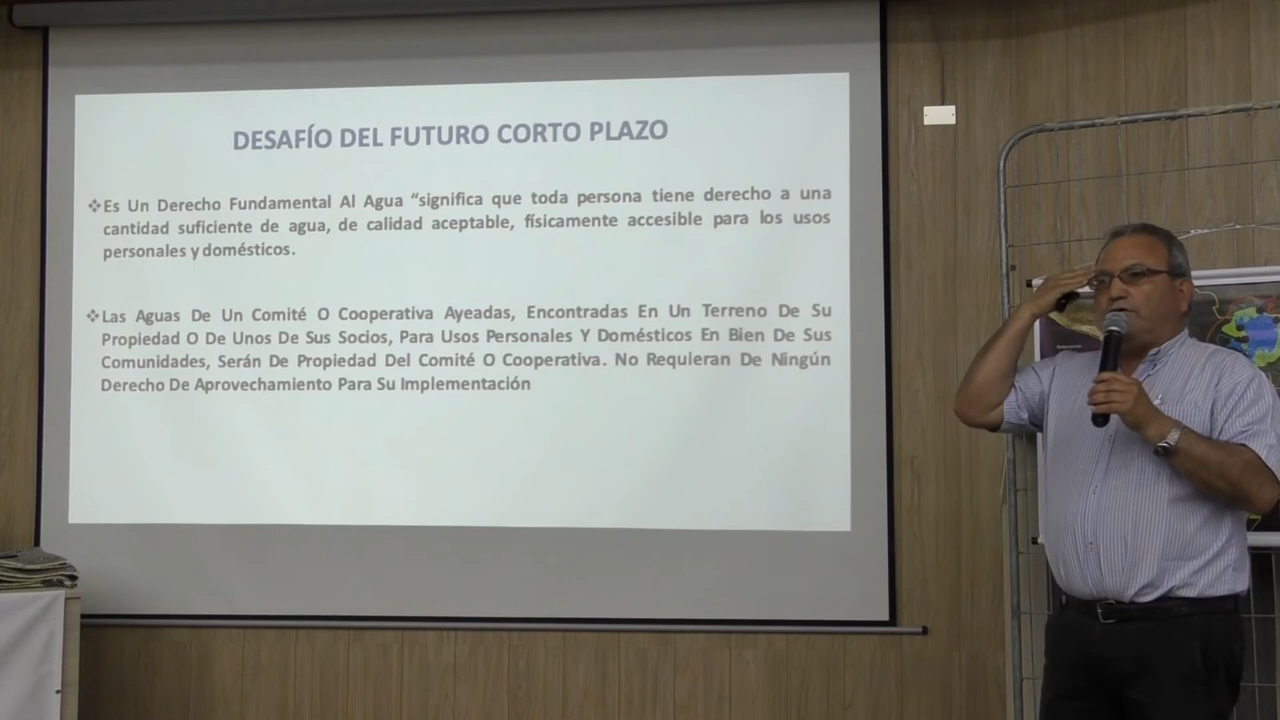 DESAFÍO DEL FUTURO CORTO PLAZO
❖Es Un Derecho Fundamental Al Agua “significa que toda persona tiene derecho a una
cantidad suficiente de agua, de calidad aceptable, físicamente accesible para los usos
personales y domésticos.
❖Las Aguas De Un Comité O Cooperativa Ayeadas, Encontradas En Un Terreno De Su
Propiedad O De Unos De Sus Socios, Para Usos Personales Y Domésticos En Bien De Sus
Comunidades, Serán De Propiedad Del Comité O Cooperativa. No Requieran De Ningún
Derecho De Aprovechamiento Para Su Implementación